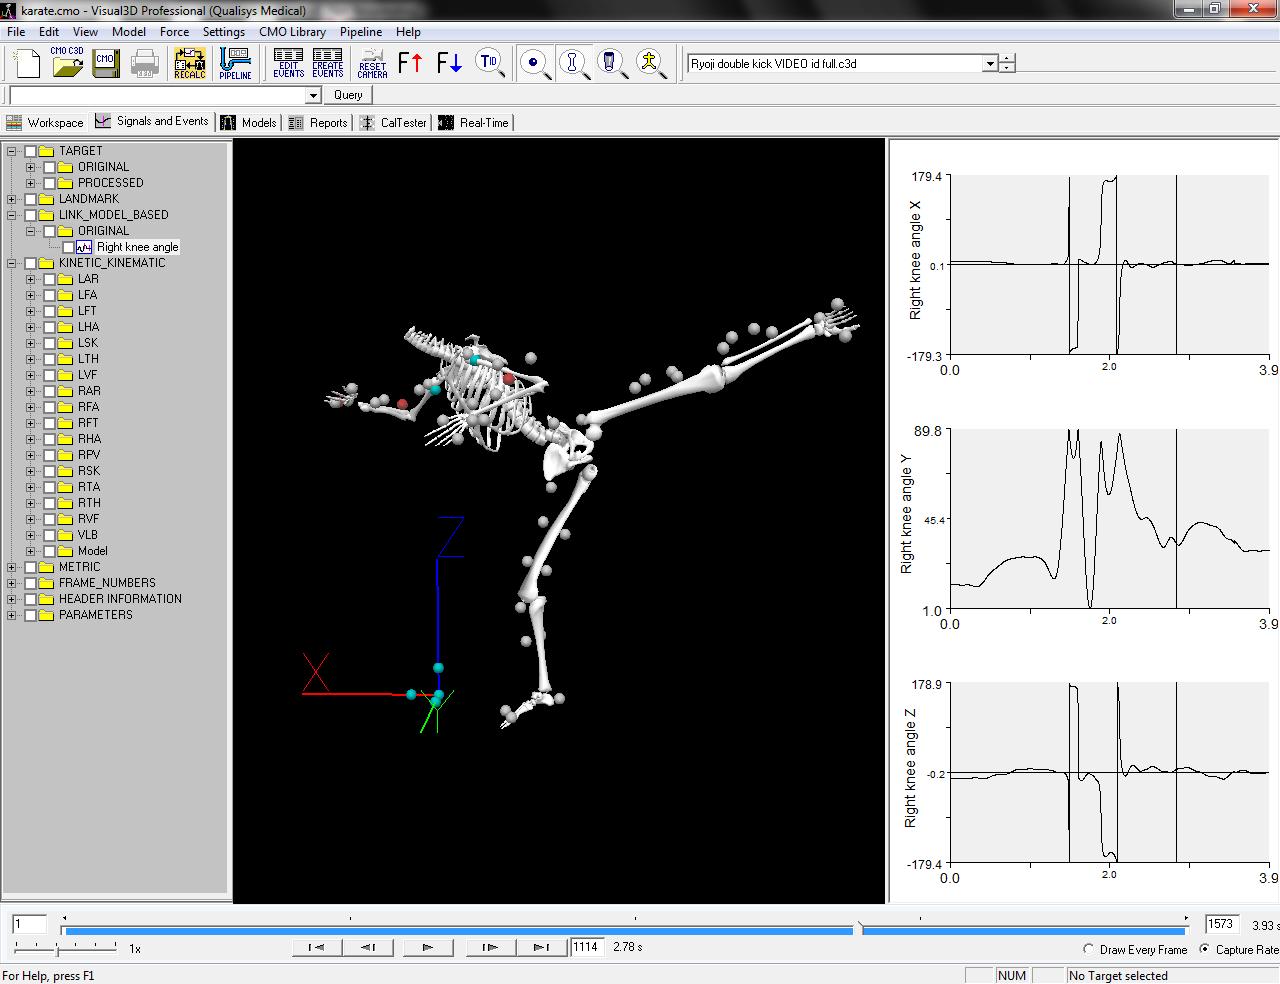 karate.cmo - Visual3D Professional (Qualisys Medical)
File Edit View Model Force Settings CMO Library Pipeline Help
CMO C3D CMO RECALC PIPELINE EDIT EVENTS CREATE EVENTS RESET CAMERA F F TID Ryoji double kick VIDEO id full.c3d
Query
Workspace Signals and Events Models Reports CalTester Real-Time
TARGET
ORIGINAL
PROCESSED
LANDMARK
LINK_MODEL_BASED
ORIGINAL
Right knee angle
KINETIC_KINEMATIC
LAR
LFA
LFT
LHA
LSK
LTH
LVF
RAR
RFA
RFT
RHA
RPV
RSK
RTA
RTH
RVF
VLB
Model
METRIC
FRAME_NUMBERS
HEADER INFORMATION
PARAMETERS
Z
X
Y
Right knee angle X
179.4
0.1
-179.3
0.0 2.0 3.9
Right knee angle Y
89.8
45.4
1.0
0.0 2.0 3.9
Right knee angle Z
178.9
-0.2
-179.4
0.0 2.0 3.9
1 1573 3.93 s
1x 1114 2.78 s Draw Every Frame Capture Rate
For Help, press F1 NUM No Target selected